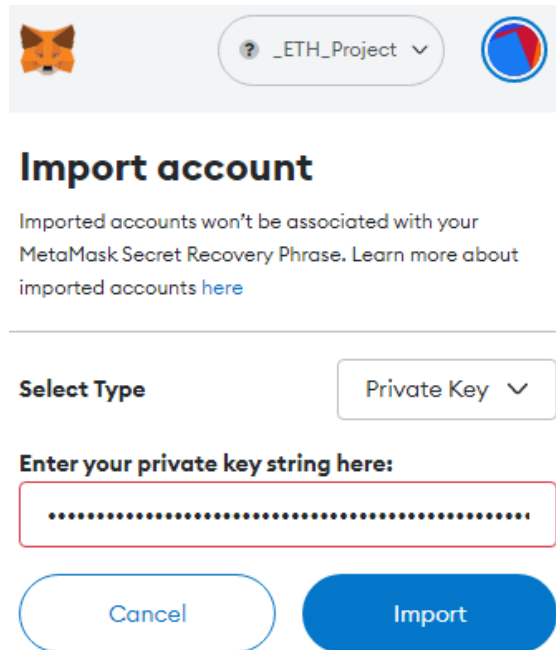 ? _ETH_Project
Import account
Imported accounts won’t be associated with your
MetaMask Secret Recovery Phrase. Learn more about
imported accounts here
Select Type Private Key
Enter your private key string here:
••••••••••••••••••••••••••••••••••••••••••••••••••
Cancel Import